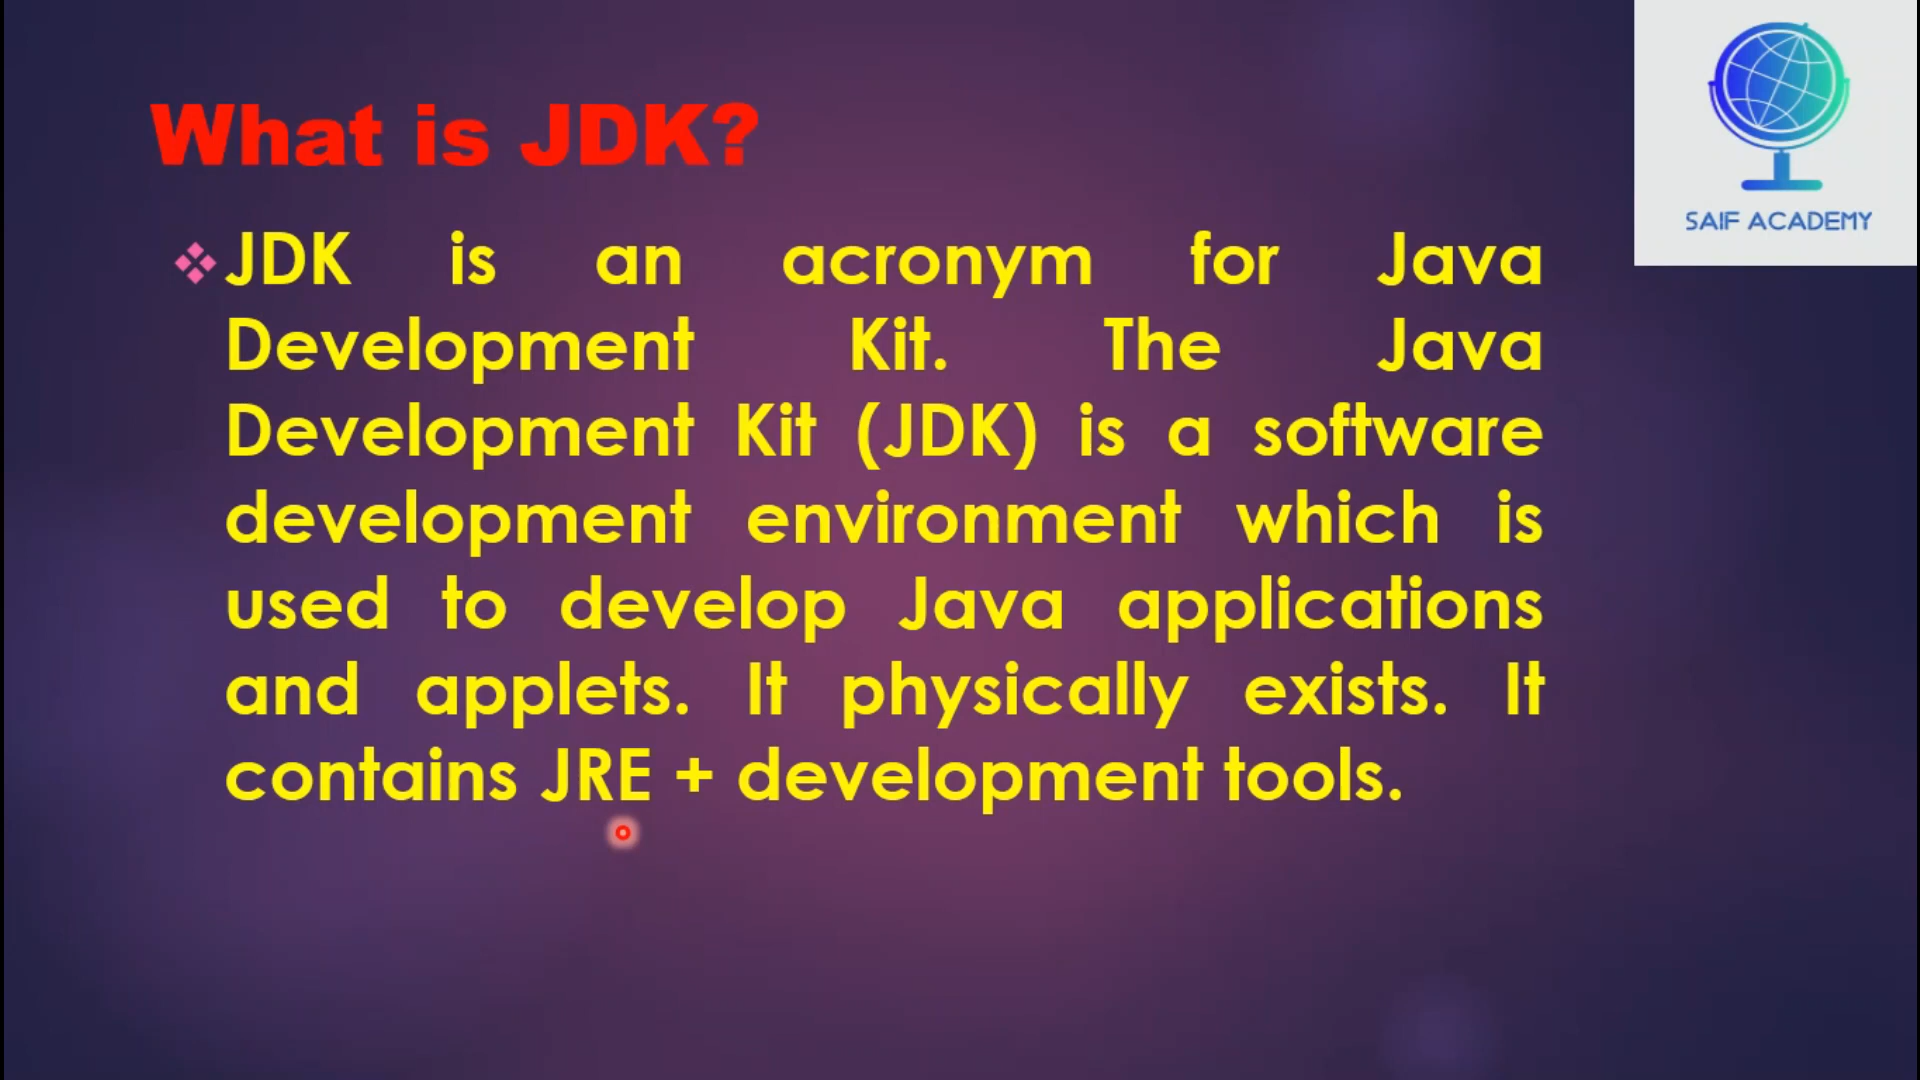 What is JDK?
SAIF ACADEMY
JDK is an acronym for Java
Development Kit. The Java
Development Kit (JDK) is a software
development environment which is
used to develop Java applications
and applets. It physically exists. It
contains JRE + development tools.